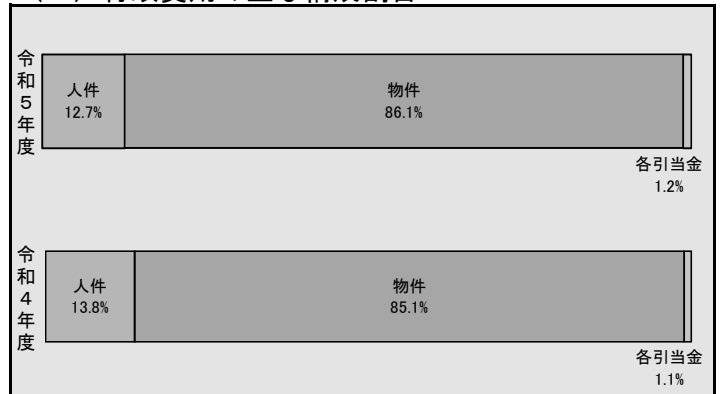 令和5年度
人件
12.7%
物件
86.1%
各引当金
1.2%
令和4年度
人件
13.8%
物件
85.1%
各引当金
1.1%